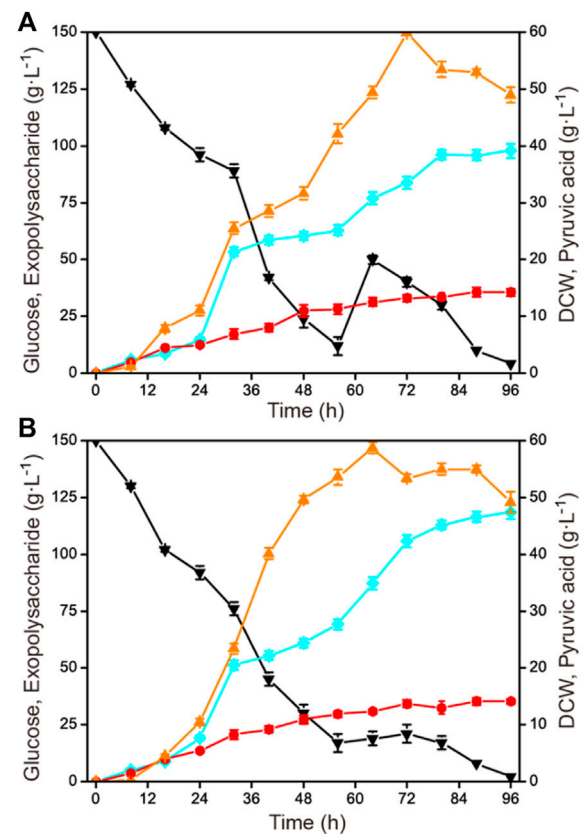 A
Glucose, Exopolysaccharide (g·L⁻¹)
DCW, Pyruvic acid (g·L⁻¹)
150
125
100
75
50
25
0
60
50
40
30
20
10
0
0 12 24 36 48 60 72 84 96
Time (h)
B
Glucose, Exopolysaccharide (g·L⁻¹)
DCW, Pyruvic acid (g·L⁻¹)
150
125
100
75
50
25
0
60
50
40
30
20
10
0
0 12 24 36 48 60 72 84 96
Time (h)